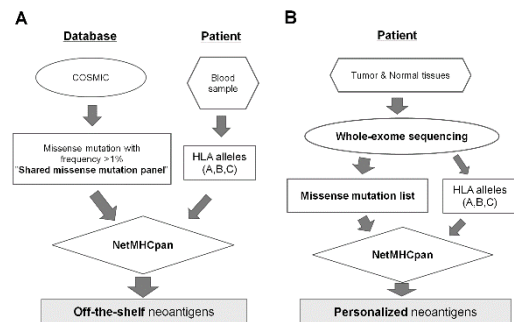 A
Database
Patient
COSMIC
Blood
sample
Missense mutation with
frequency >1%
"Shared missense mutation panel"
HLA alleles
(A,B,C)
NetMHCpan
Off-the-shelf neoantigens
B
Patient
Tumor & Normal tissues
Whole-exome sequencing
Missense mutation list
HLA alleles
(A,B,C)
NetMHCpan
Personalized neoantigens